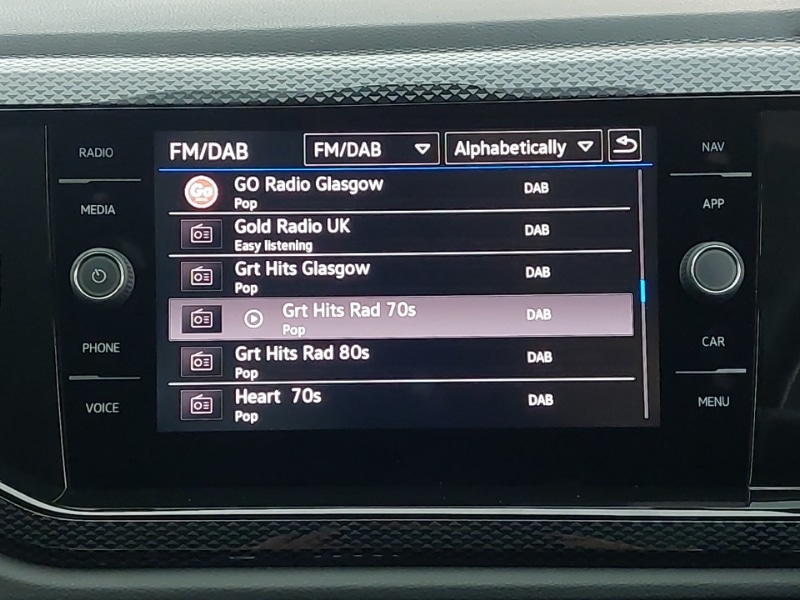 RADIO
MEDIA
PHONE
VOICE
FM/DAB
FM/DAB
Alphabetically
Go
GO Radio Glasgow
DAB
Pop
Gold Radio UK
DAB
Easy listening
Grt Hits Glasgow
DAB
Pop
Grt Hits Rad 70s
DAB
Pop
Grt Hits Rad 80s
DAB
Pop
Heart 70s
DAB
Pop
NAV
APP
CAR
MENU